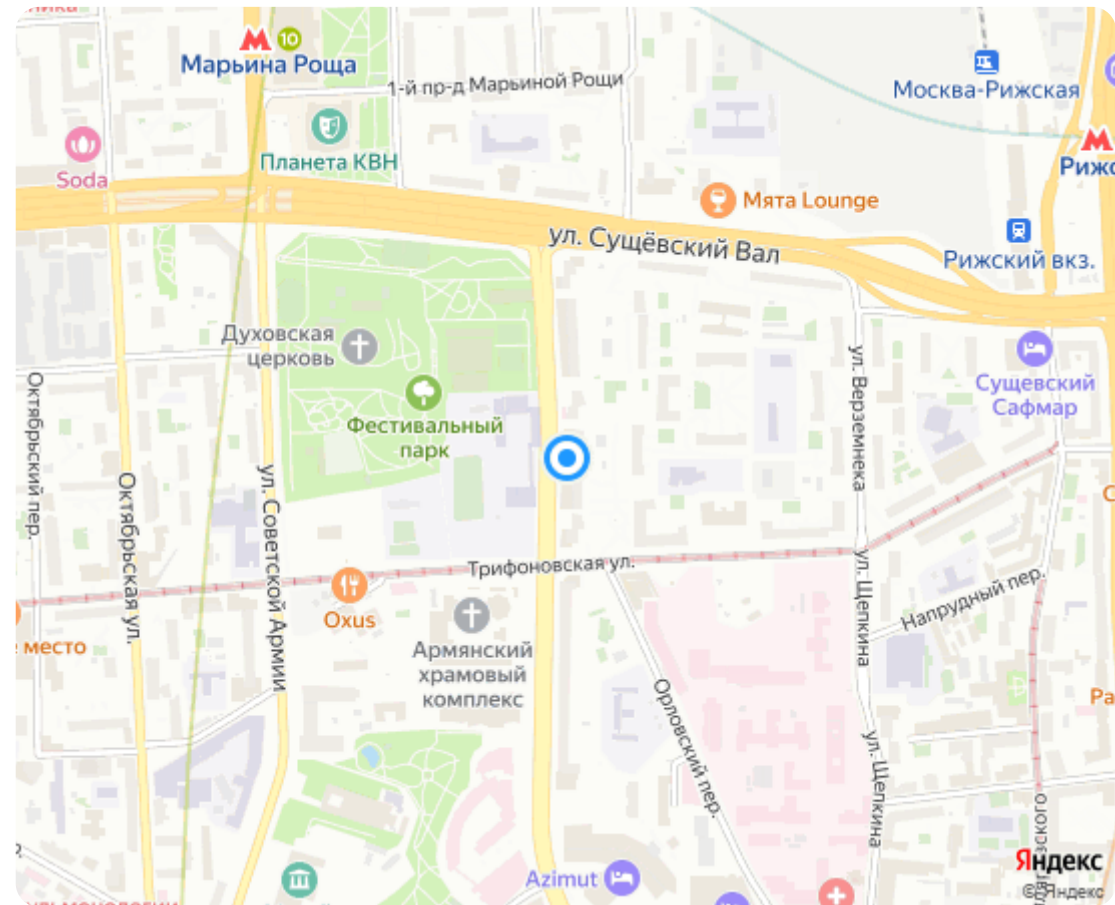 Марьина Роща
10
1-й пр-д Марьиной Рощи
Москва-Рижская
Планета КВН
Soda
Мята Lounge
ул. Сущёвский Вал
Рижский вкз.
Духовская
церковь
Фестивальный
парк
Сущевский
Сафмар
ул. Верземнека
Октябрьский пер.
Октябрьская ул.
ул. Советской Армии
Трифоновская ул.
Oxus
место
Армянский
храмовый
комплекс
ул. Щепкина
Напрудный пер.
Орловский пер.
ул. Щепкина
Azimut
Яндекс
© Яндекс